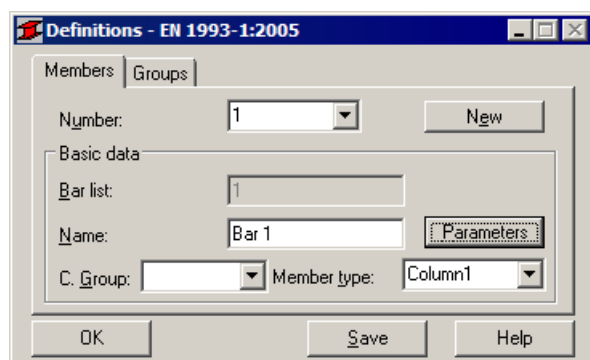 Definitions - EN 1993-1:2005
Members Groups
Number: 1 New
Basic data
Bar list: 1
Name: Bar 1 Parameters
C. Group: Member type: Column1
OK Save Help